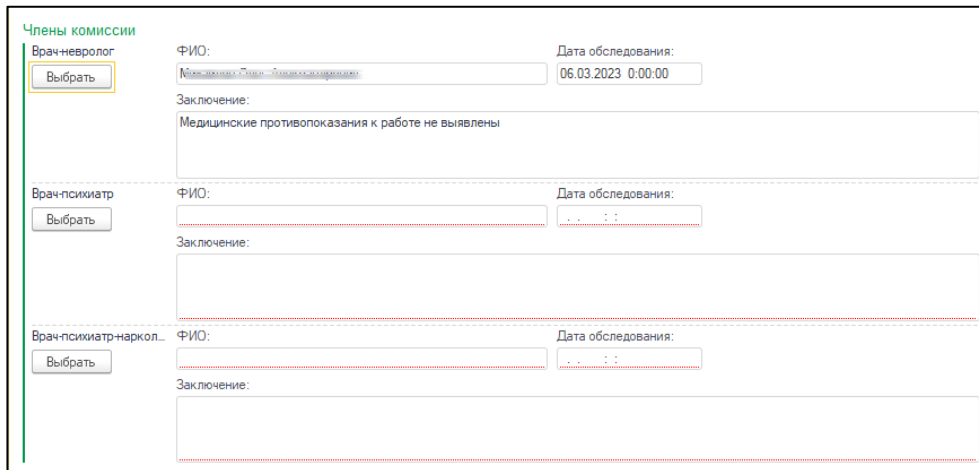 Члены комиссии
Врач-невролог ФИО: Дата обследования:
Выбрать 06.03.2023 0:00:00
Заключение:
Медицинские противопоказания к работе не выявлены
Врач-психиатр ФИО: Дата обследования:
Выбрать . . : :
Заключение:
Врач-психиатр-наркол... ФИО: Дата обследования:
Выбрать . . : :
Заключение: